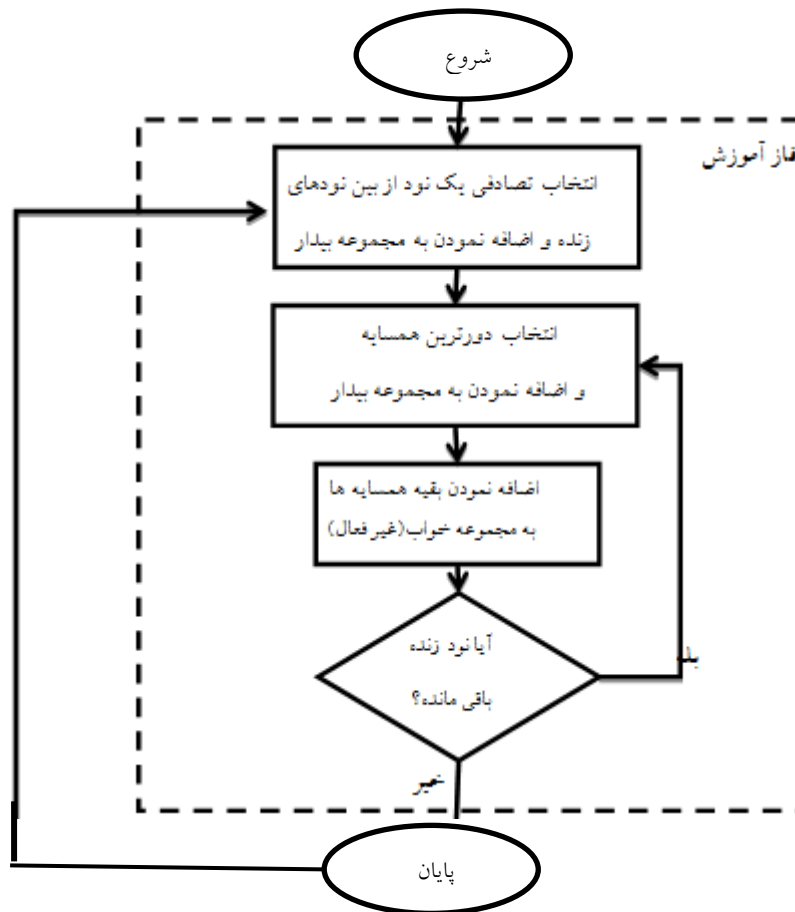 شروع
فاز آموزش
انتخاب تصادفی یک نود از بین نودهای
زنده و اضافه نمودن به مجموعه بیدار
انتخاب دورترین همسایه
و اضافه نمودن به مجموعه بیدار
اضافه نمودن بقیه همسایه ها
به مجموعه خواب(غیر فعال)
آیا نود زنده
باقی مانده؟
خیر
پایان